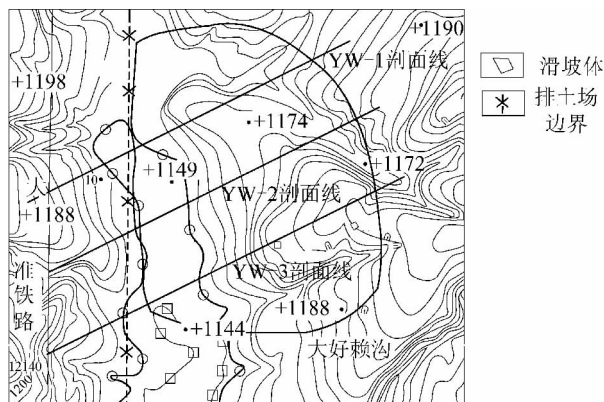 +1190
YW-1剖面线
+1198
+1174
+1149
+1172
10
大
YW-2剖面线
+1188
YW-3剖面线
准
铁
路
+1188
+1144
大好赖沟
12140
1200
滑坡体
排土场
边界